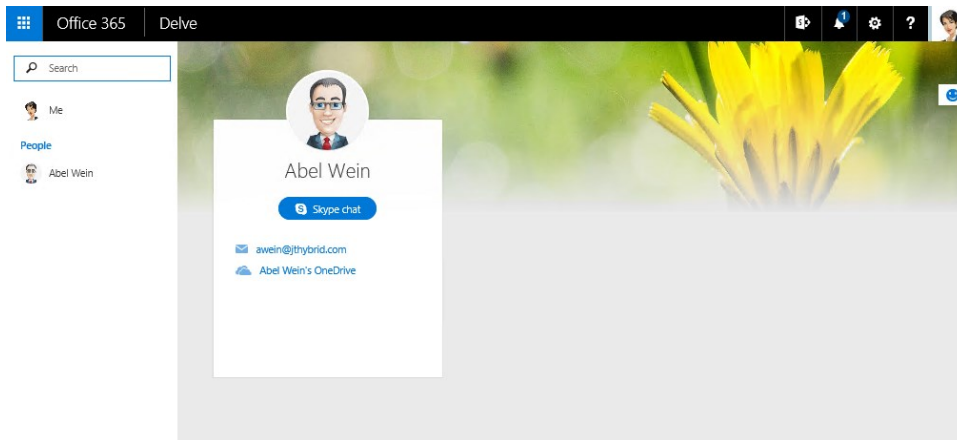 Office 365 Delve 1 ?
Search
Me
People
Abel Wein
Abel Wein
Skype chat
awein@jthybrid.com
Abel Wein's OneDrive